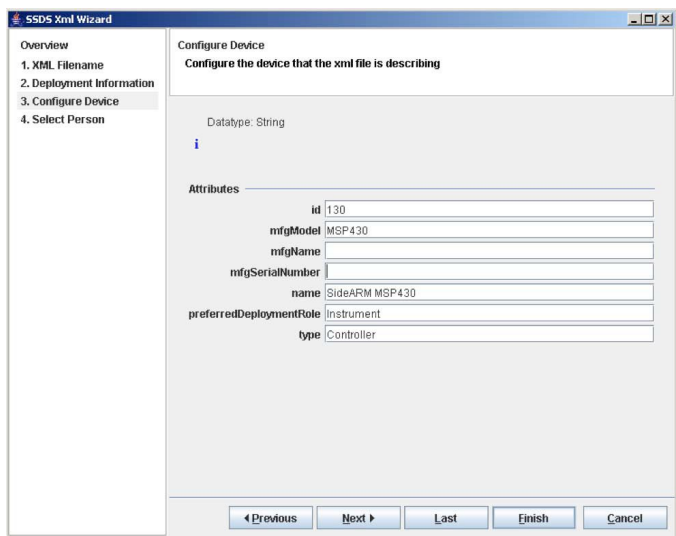 SSDS Xml Wizard
Overview
1. XML Filename
2. Deployment Information
3. Configure Device
4. Select Person
Configure Device
Configure the device that the xml file is describing
Datatype: String
i
Attributes
id 130
mfgModel MSP430
mfgName
mfgSerialNumber
name SideARM MSP430
preferredDeploymentRole Instrument
type Controller
Previous Next Last Finish Cancel